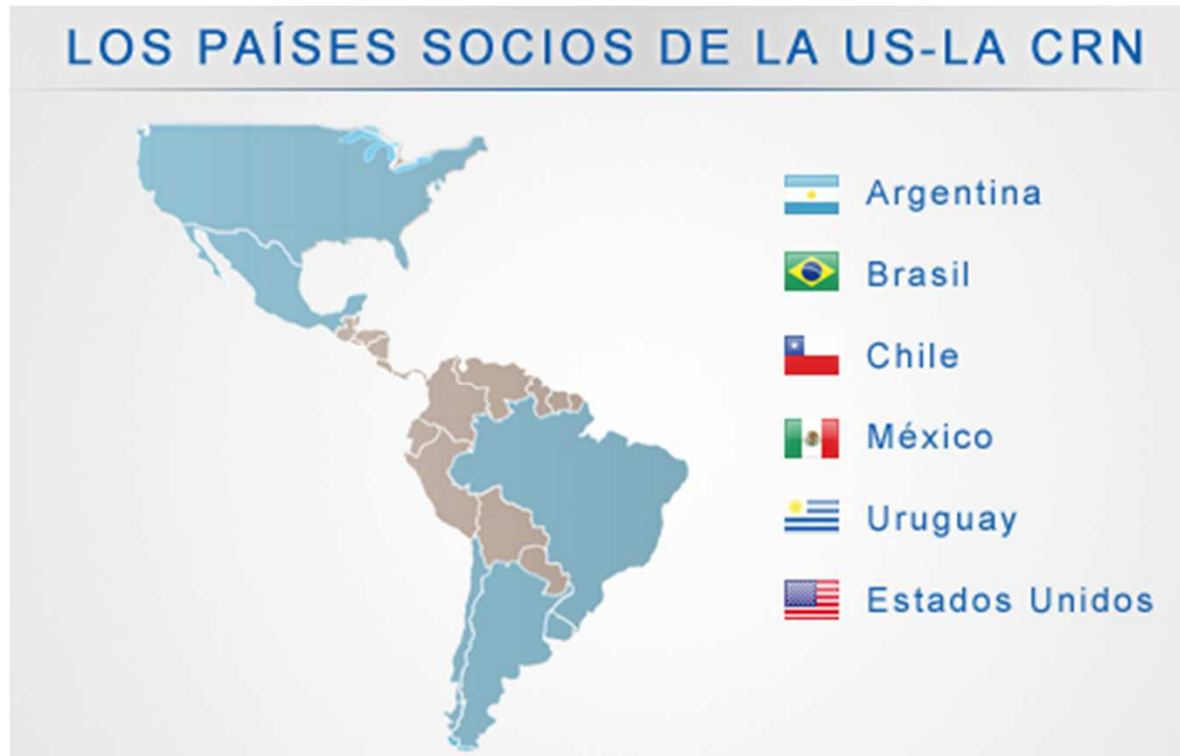 LOS PAÍSES SOCIOS DE LA US-LA CRN
Argentina
Brasil
Chile
México
Uruguay
Estados Unidos